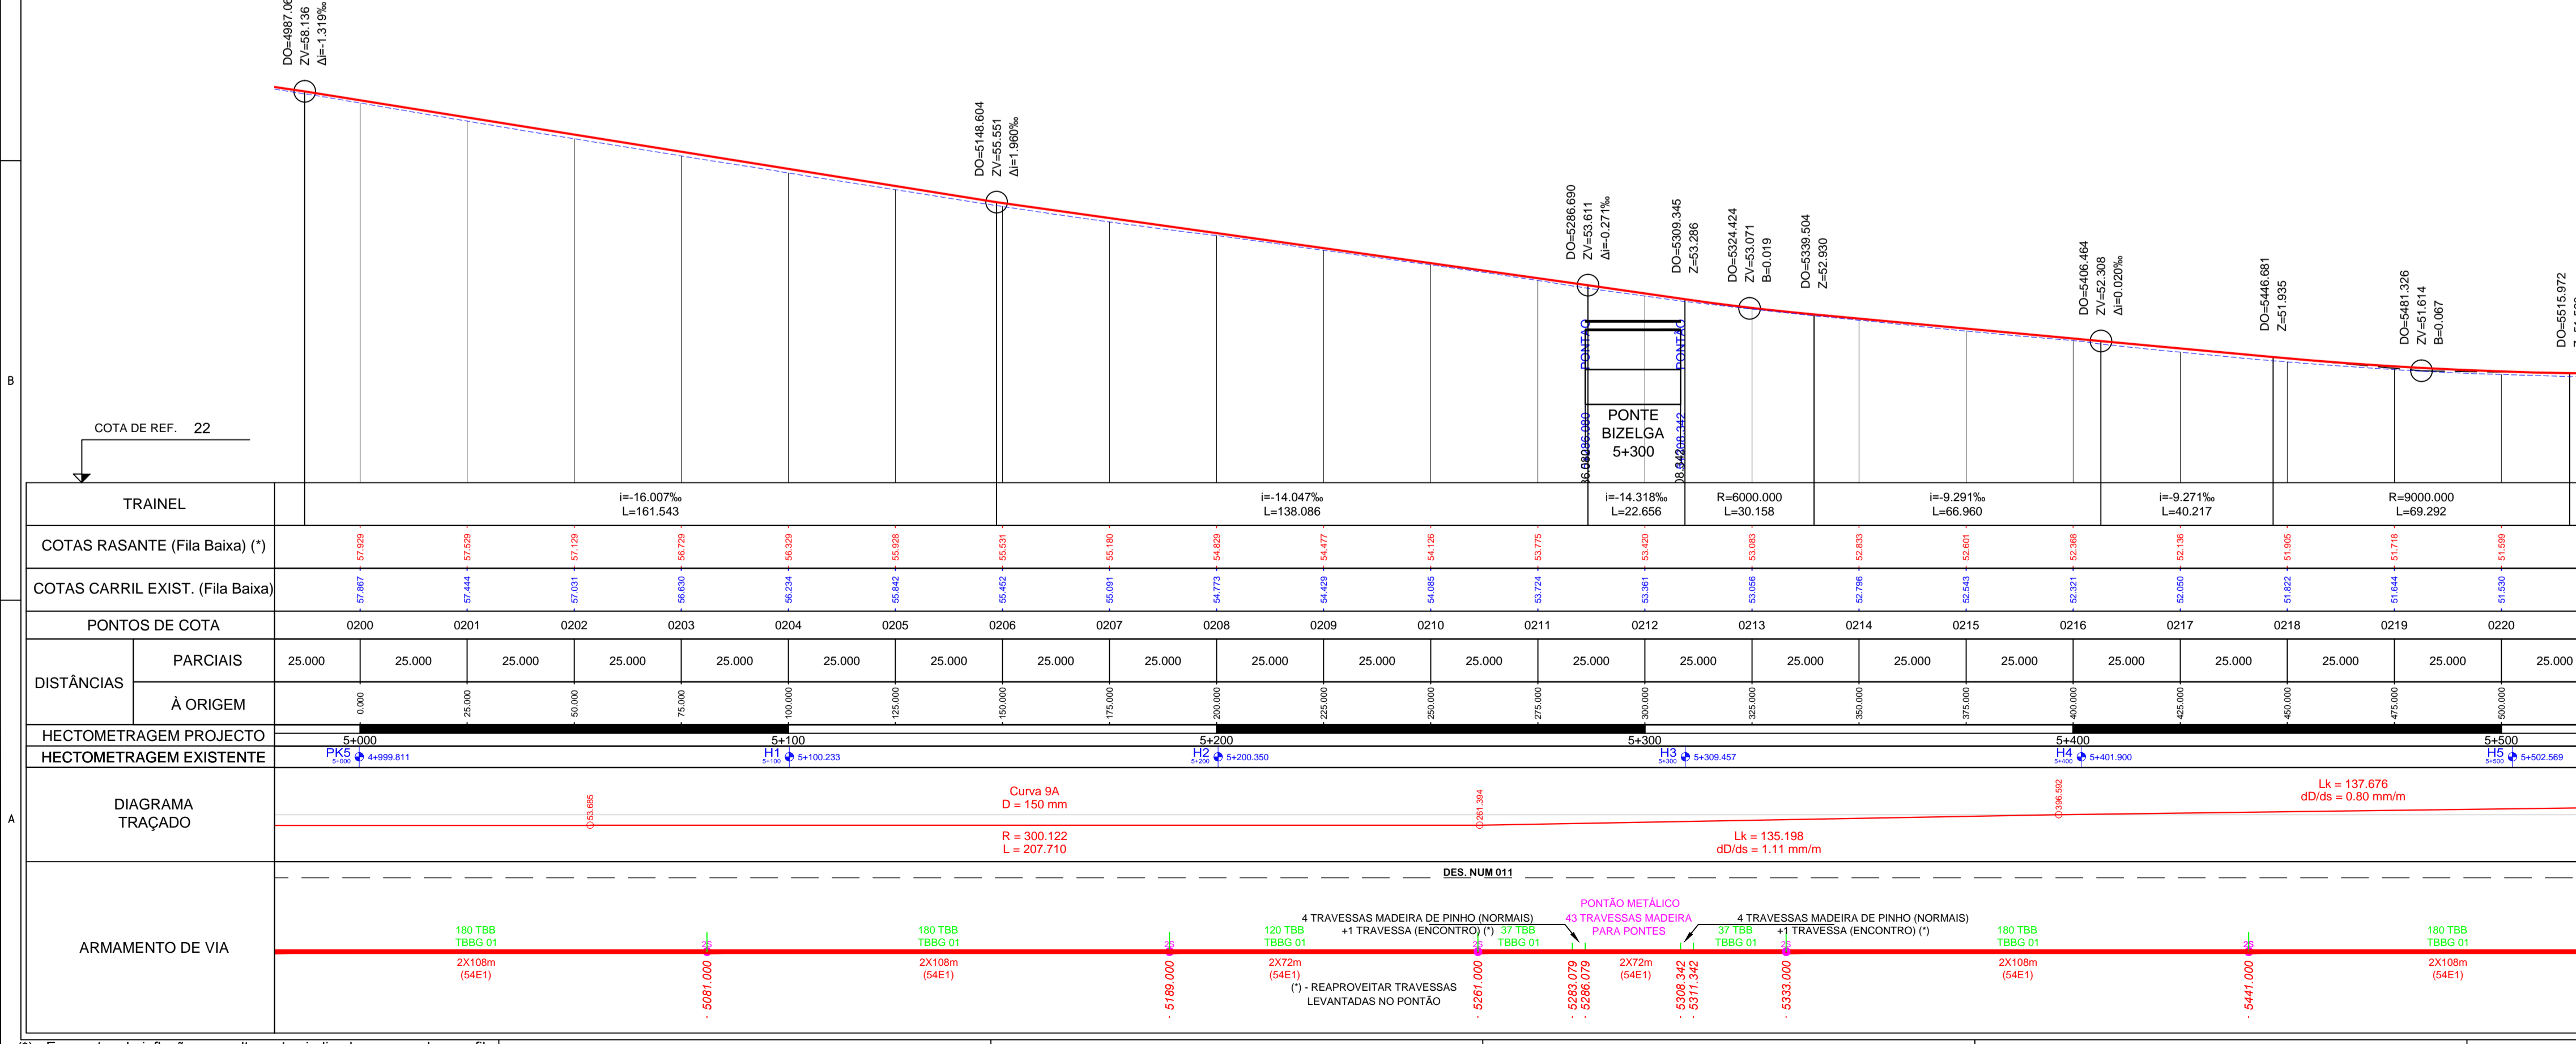 DO=4987.06
ZV=58.136
Δi=-1.319‰
DO=5148.604
ZV=55.551
Δi=1.960‰
DO=5286.690
ZV=53.611
Δi=-0.271‰
DO=5309.345
Z=53.286
DO=5324.424
ZV=53.071
B=0.019
DO=5339.504
Z=52.930
DO=5406.464
ZV=52.308
Δi=0.020‰
DO=5446.681
Z=51.935
DO=5481.326
ZV=51.614
B=0.067
DO=5515.972
B
A
COTA DE REF. 22
PONTÃO
PONTÃO
PONTE
BIZELGA
5+300
TRAINEL
i=-16.007‰
L=161.543
i=-14.047‰
L=138.086
i=-14.318‰
L=22.656
R=6000.000
L=30.158
i=-9.291‰
L=66.960
i=-9.271‰
L=40.217
R=9000.000
L=69.292
COTAS RASANTE (Fila Baixa) (*)
57.929 57.529 57.129 56.729 56.329 55.928 55.531 55.180 54.829 54.477 54.126 53.775 53.420 53.083 52.833 52.601 52.368 52.136 51.905 51.718 51.599
COTAS CARRIL EXIST. (Fila Baixa)
57.867 57.444 57.031 56.630 56.234 55.842 55.452 55.091 54.773 54.429 54.085 53.724 53.361 53.056 52.796 52.543 52.321 52.050 51.822 51.644 51.530
PONTOS DE COTA
0200 0201 0202 0203 0204 0205 0206 0207 0208 0209 0210 0211 0212 0213 0214 0215 0216 0217 0218 0219 0220
DISTÂNCIAS
PARCIAIS
25.000 25.000 25.000 25.000 25.000 25.000 25.000 25.000 25.000 25.000 25.000 25.000 25.000 25.000 25.000 25.000 25.000 25.000 25.000 25.000 25.000 25.000
À ORIGEM
0.000 25.000 50.000 75.000 100.000 125.000 150.000 175.000 200.000 225.000 250.000 275.000 300.000 325.000 350.000 375.000 400.000 425.000 450.000 475.000 500.000
HECTOMETRAGEM PROJECTO
5+000 5+100 5+200 5+300 5+400 5+500
HECTOMETRAGEM EXISTENTE
PK5 5+000 4+999.811
H1 5+100 5+100.233
H2 5+200 5+200.350
H3 5+300 5+309.457
H4 5+400 5+401.900
H5 5+500 5+502.569
DIAGRAMA
TRAÇADO
53.685
Curva 9A
D = 150 mm
R = 300.122
L = 207.710
261.394
Lk = 135.198
dD/ds = 1.11 mm/m
396.592
Lk = 137.676
dD/ds = 0.80 mm/m
DES. NUM 011
ARMAMENTO DE VIA
180 TBB
TBBG 01
2X108m
(54E1)
5081.000
180 TBB
TBBG 01
2X108m
(54E1)
5189.000
120 TBB
TBBG 01
2X72m
(54E1)
4 TRAVESSAS MADEIRA DE PINHO (NORMAIS)
+1 TRAVESSA (ENCONTRO) (*)
(*) - REAPROVEITAR TRAVESSAS
LEVANTADAS NO PONTÃO
5261.000
37 TBB
TBBG 01
5283.079
5286.079
PONTÃO METÁLICO
43 TRAVESSAS MADEIRA
PARA PONTES
2X72m
(54E1)
5308.342
5311.342
4 TRAVESSAS MADEIRA DE PINHO (NORMAIS)
+1 TRAVESSA (ENCONTRO) (*)
37 TBB
TBBG 01
5333.000
180 TBB
TBBG 01
2X108m
(54E1)
5441.000
180 TBB
TBBG 01
2X108m
(54E1)